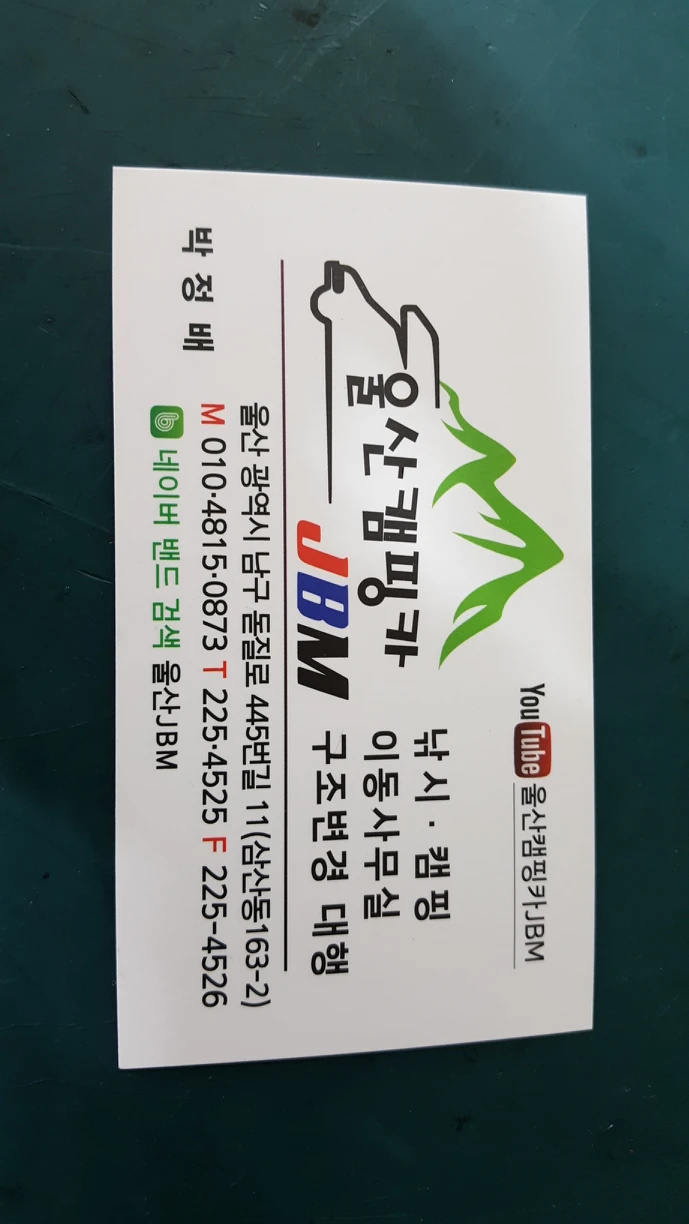 YouTube 울산캠핑카JBM
울산캠핑카
JBM
낚시·캠핑
이동사무실
구조변경 대행
박정배
울산 광역시 남구 돋질로 445번길 11(삼산동163-2)
M 010·4815·0873 T 225·4525 F 225-4526
네이버 밴드 검색 울산JBM